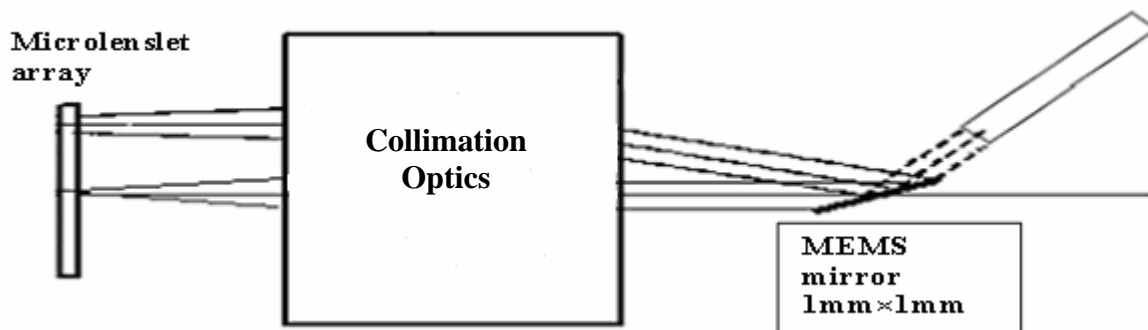 Microlenslet
array
Collimation
Optics
MEMS
mirror
1mm×1mm